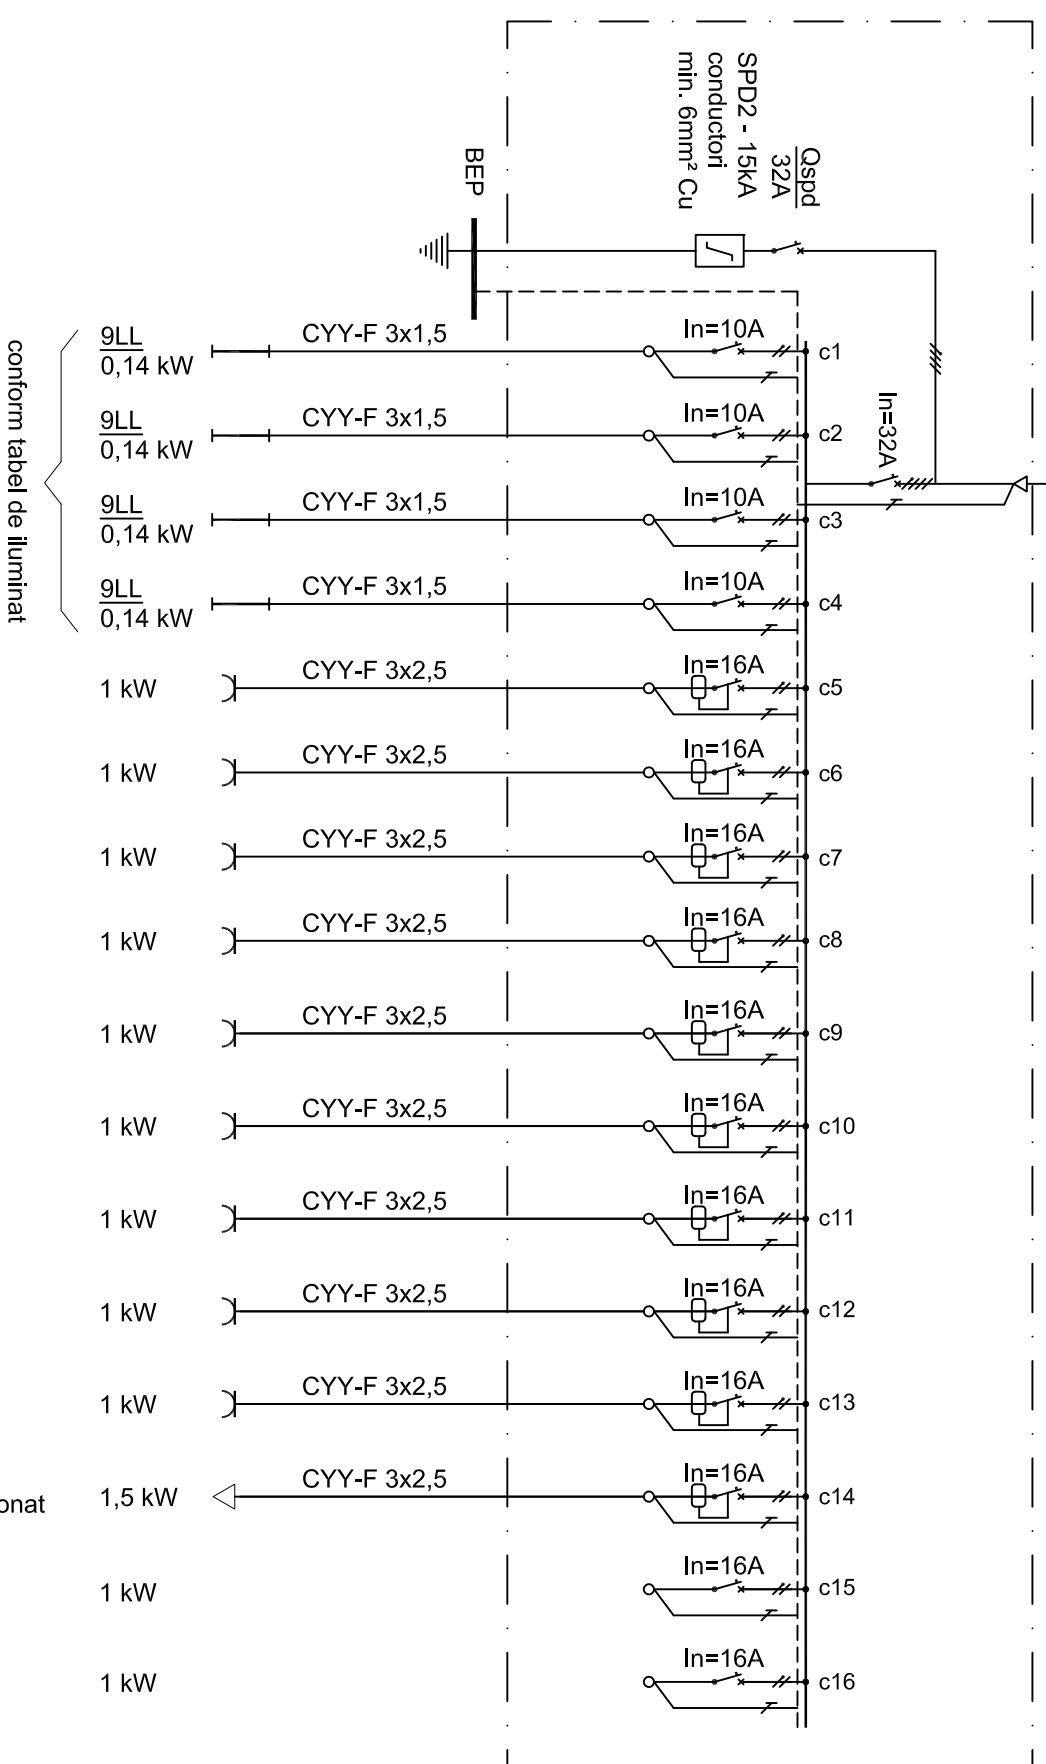 SPD2 - 15kA
conductori
min. 6mm² Cu
Qspd
32A
BEP
In=32A
conform tabel de iluminat
9LL
0,14 kW
CYY-F 3x1,5
In=10A
c1
9LL
0,14 kW
CYY-F 3x1,5
In=10A
c2
9LL
0,14 kW
CYY-F 3x1,5
In=10A
c3
9LL
0,14 kW
CYY-F 3x1,5
In=10A
c4
1 kW
CYY-F 3x2,5
In=16A
c5
1 kW
CYY-F 3x2,5
In=16A
c6
1 kW
CYY-F 3x2,5
In=16A
c7
1 kW
CYY-F 3x2,5
In=16A
c8
1 kW
CYY-F 3x2,5
In=16A
c9
1 kW
CYY-F 3x2,5
In=16A
c10
1 kW
CYY-F 3x2,5
In=16A
c11
1 kW
CYY-F 3x2,5
In=16A
c12
1 kW
CYY-F 3x2,5
In=16A
c13
onat
1,5 kW
CYY-F 3x2,5
In=16A
c14
1 kW
In=16A
c15
1 kW
In=16A
c16